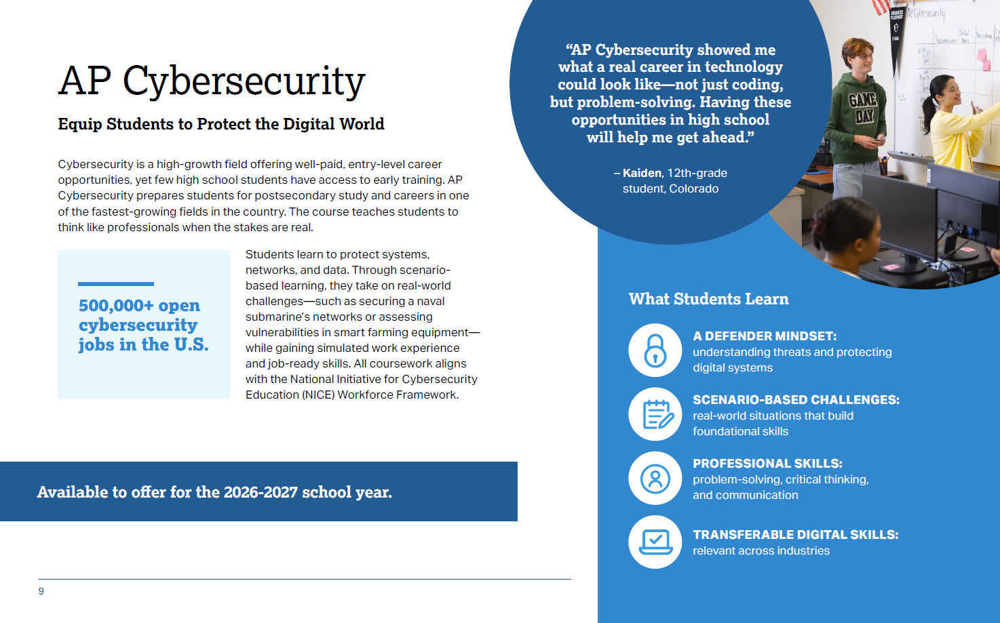 AP Cybersecurity
Equip Students to Protect the Digital World
Cybersecurity is a high-growth field offering well-paid, entry-level career
opportunities, yet few high school students have access to early training. AP
Cybersecurity prepares students for postsecondary study and careers in one
of the fastest-growing fields in the country. The course teaches students to
think like professionals when the stakes are real.
500,000+ open
cybersecurity
jobs in the U.S.
Students learn to protect systems,
networks, and data. Through scenario-
based learning, they take on real-world
challenges—such as securing a naval
submarine’s networks or assessing
vulnerabilities in smart farming equipment—
while gaining simulated work experience
and job-ready skills. All coursework aligns
with the National Initiative for Cybersecurity
Education (NICE) Workforce Framework.
Available to offer for the 2026-2027 school year.
9
“AP Cybersecurity showed me
what a real career in technology
could look like—not just coding,
but problem-solving. Having these
opportunities in high school
will help me get ahead.”
– Kaiden, 12th-grade
student, Colorado
ADVANCED
PLACEMENT
AP Cybersecurity
GAME
DAY
What Students Learn
A DEFENDER MINDSET:
understanding threats and protecting
digital systems
SCENARIO-BASED CHALLENGES:
real-world situations that build
foundational skills
PROFESSIONAL SKILLS:
problem-solving, critical thinking,
and communication
TRANSFERABLE DIGITAL SKILLS:
relevant across industries